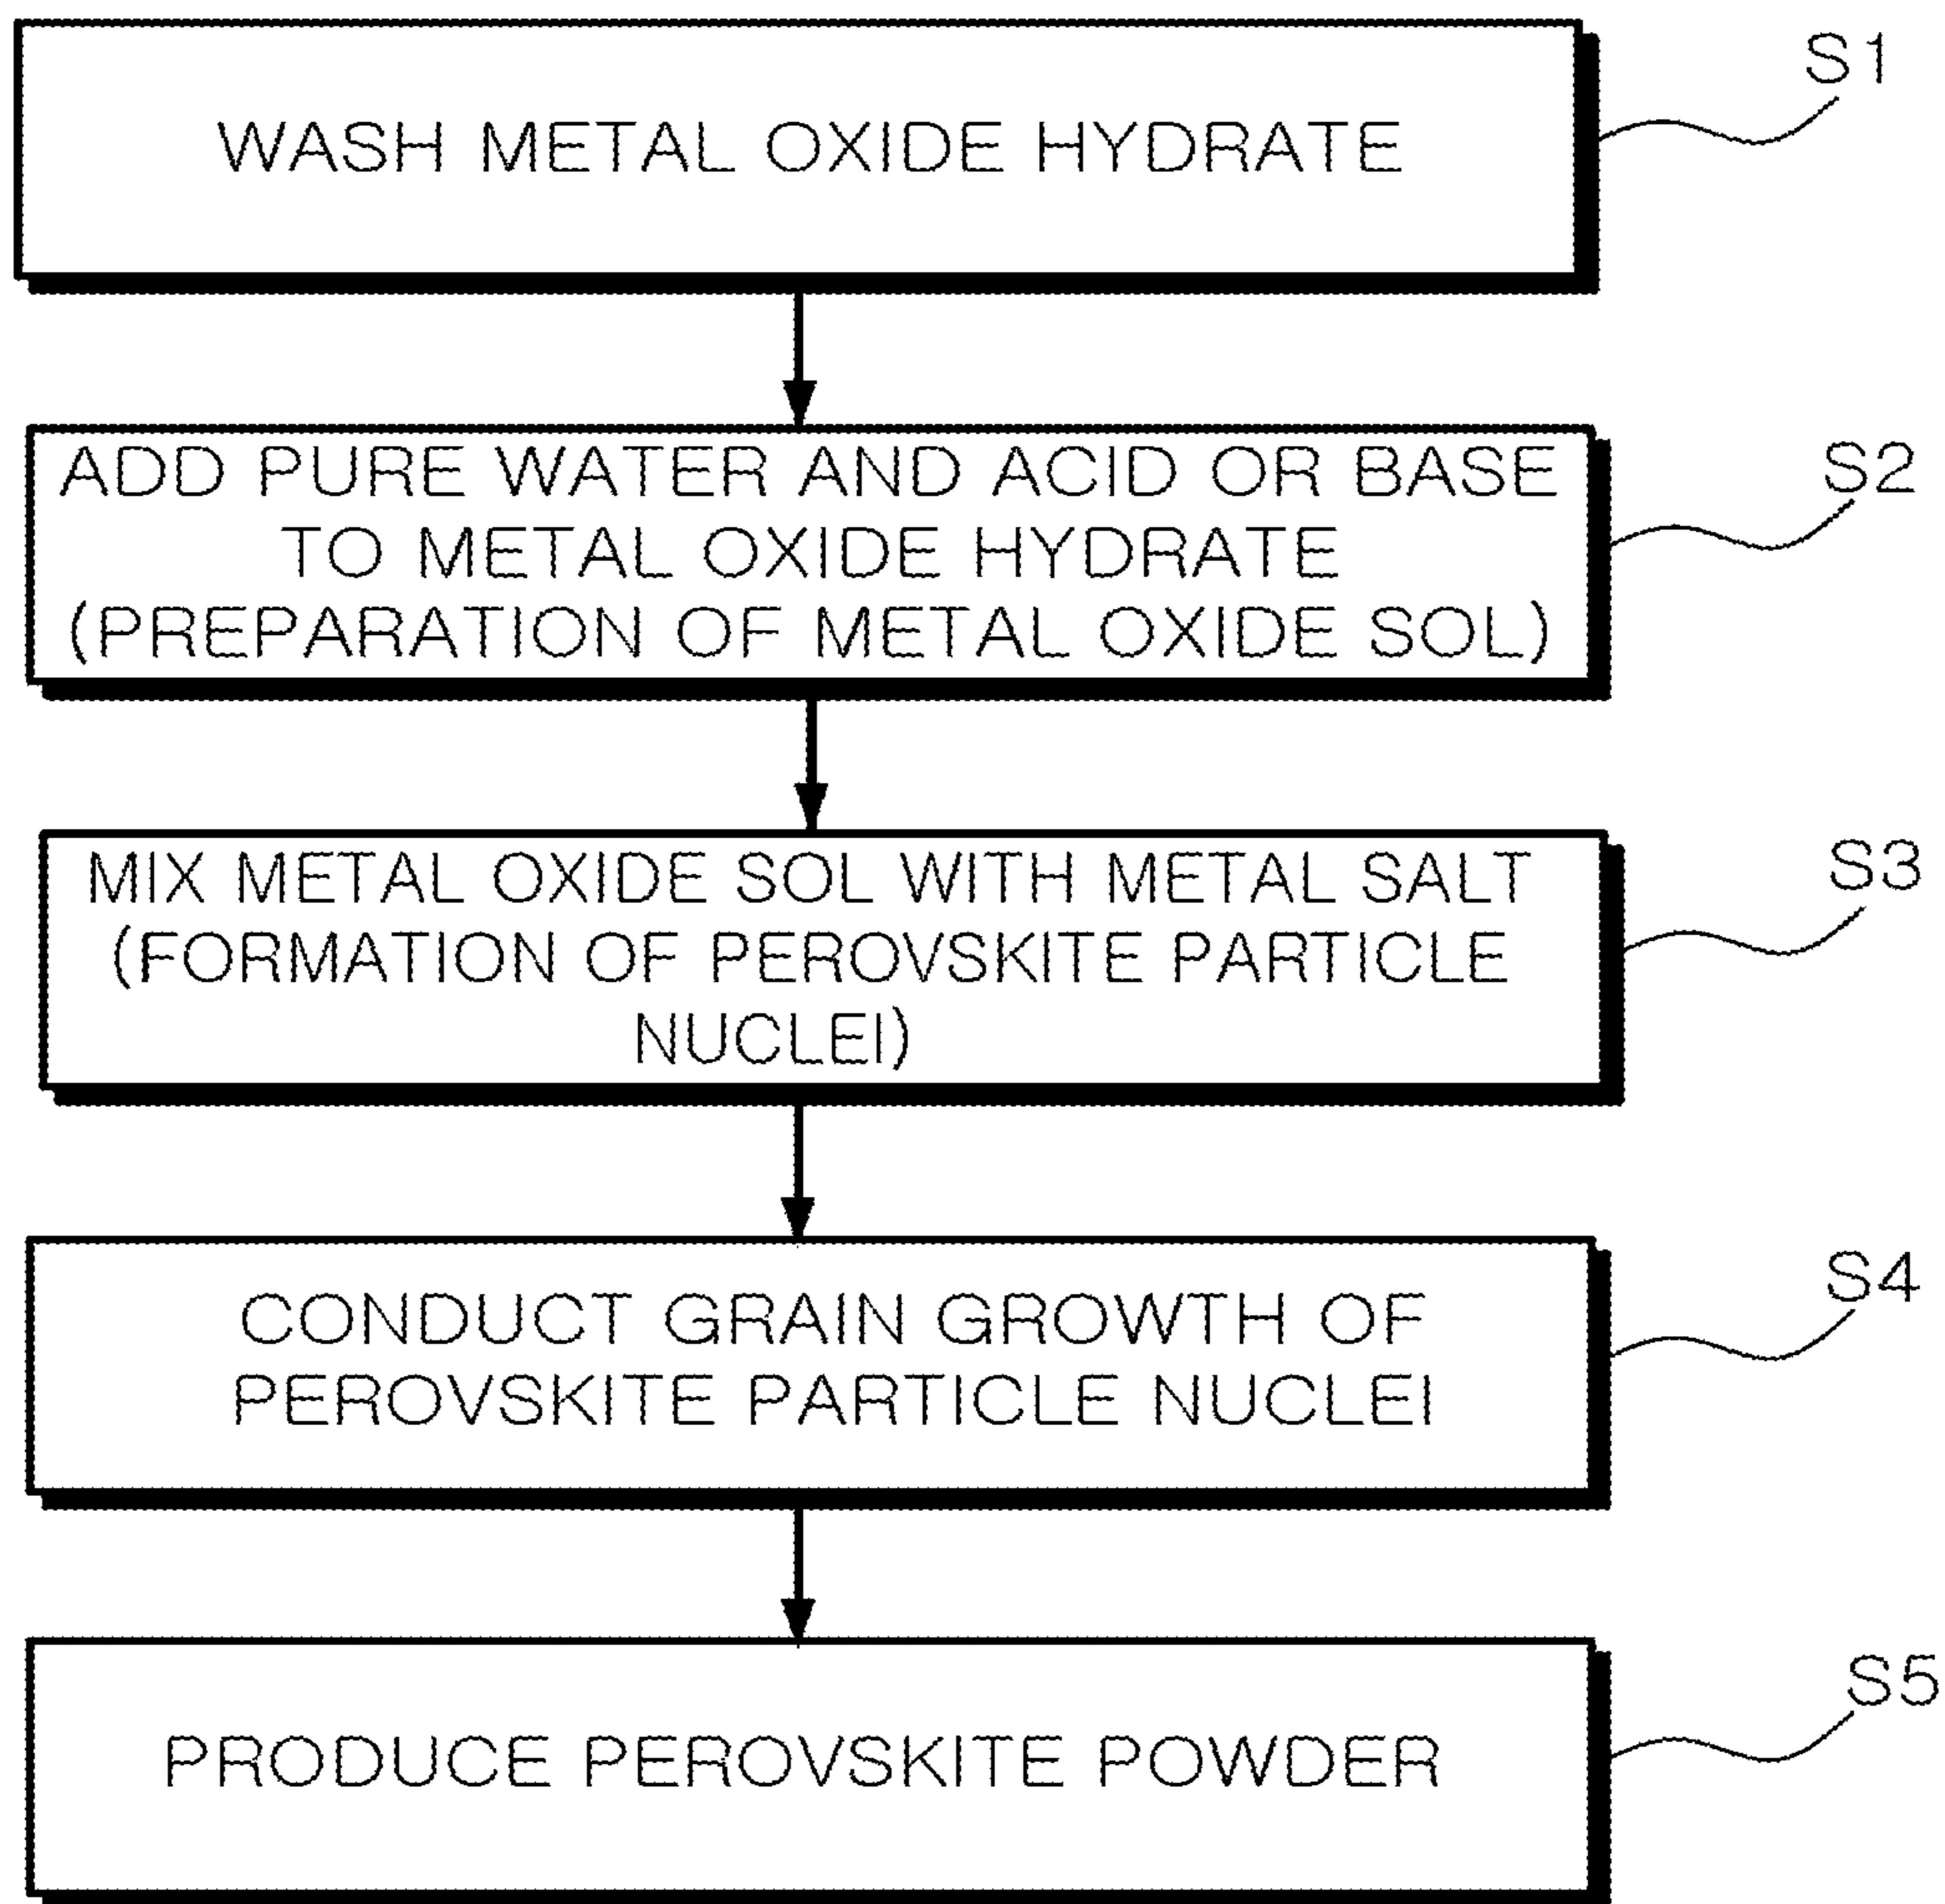 S1
WASH METAL OXIDE HYDRATE
S2
ADD PURE WATER AND ACID OR BASE
TO METAL OXIDE HYDRATE
(PREPARATION OF METAL OXIDE SOL)
S3
MIX METAL OXIDE SOL WITH METAL SALT
(FORMATION OF PEROVSKITE PARTICLE
NUCLEI)
S4
CONDUCT GRAIN GROWTH OF
PEROVSKITE PARTICLE NUCLEI
S5
PRODUCE PEROVSKITE POWDER